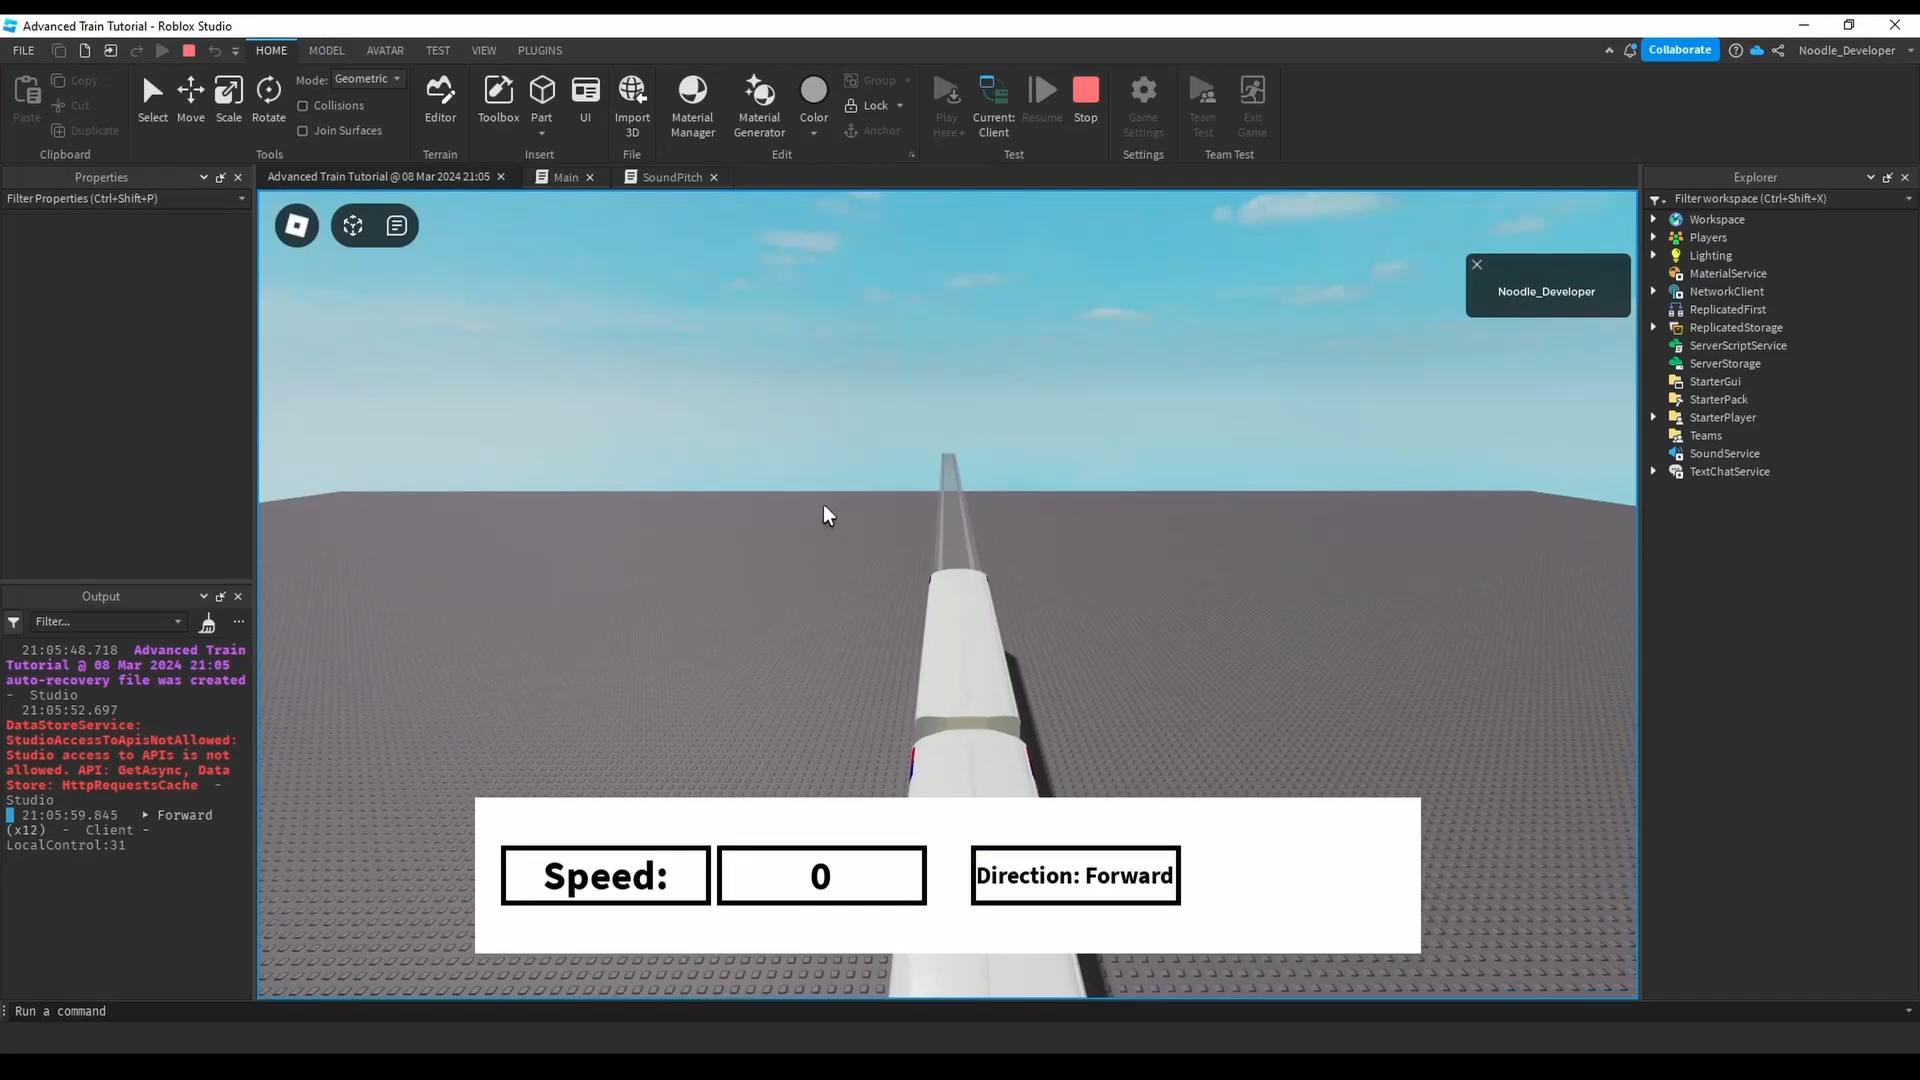 Advanced Train Tutorial - Roblox Studio
FILE HOME MODEL AVATAR TEST VIEW PLUGINS Collaborate Noodle_Developer
Paste Copy Cut Duplicate
Clipboard
Select Move Scale Rotate
Mode: Geometric
Collisions
Join Surfaces
Tools
Editor
Terrain
Toolbox Part UI
Insert
Import 3D
File
Material Manager Material Generator Color
Group
Lock
Anchor
Edit
Play Here Current: Client Resume Stop
Test
Game Settings
Settings
Team Test Exit Game
Team Test
Properties
Filter Properties (Ctrl+Shift+P)
Advanced Train Tutorial @ 08 Mar 2024 21:05 Main SoundPitch
Noodle_Developer
Speed: 0 Direction: Forward
Explorer
Filter workspace (Ctrl+Shift+X)
Workspace
Players
Lighting
MaterialService
NetworkClient
ReplicatedFirst
ReplicatedStorage
ServerScriptService
ServerStorage
StarterGui
StarterPack
StarterPlayer
Teams
SoundService
TextChatService
Output
Filter...
21:05:48.718 Advanced Train
Tutorial @ 08 Mar 2024 21:05
auto-recovery file was created
- Studio
21:05:52.697
DataStoreService:
StudioAccessToApisNotAllowed:
Studio access to APIs is not
allowed. API: GetAsync, Data
Store: HttpRequestsCache -
Studio
21:05:59.845 Forward
(x12) - Client -
LocalControl:31
Run a command